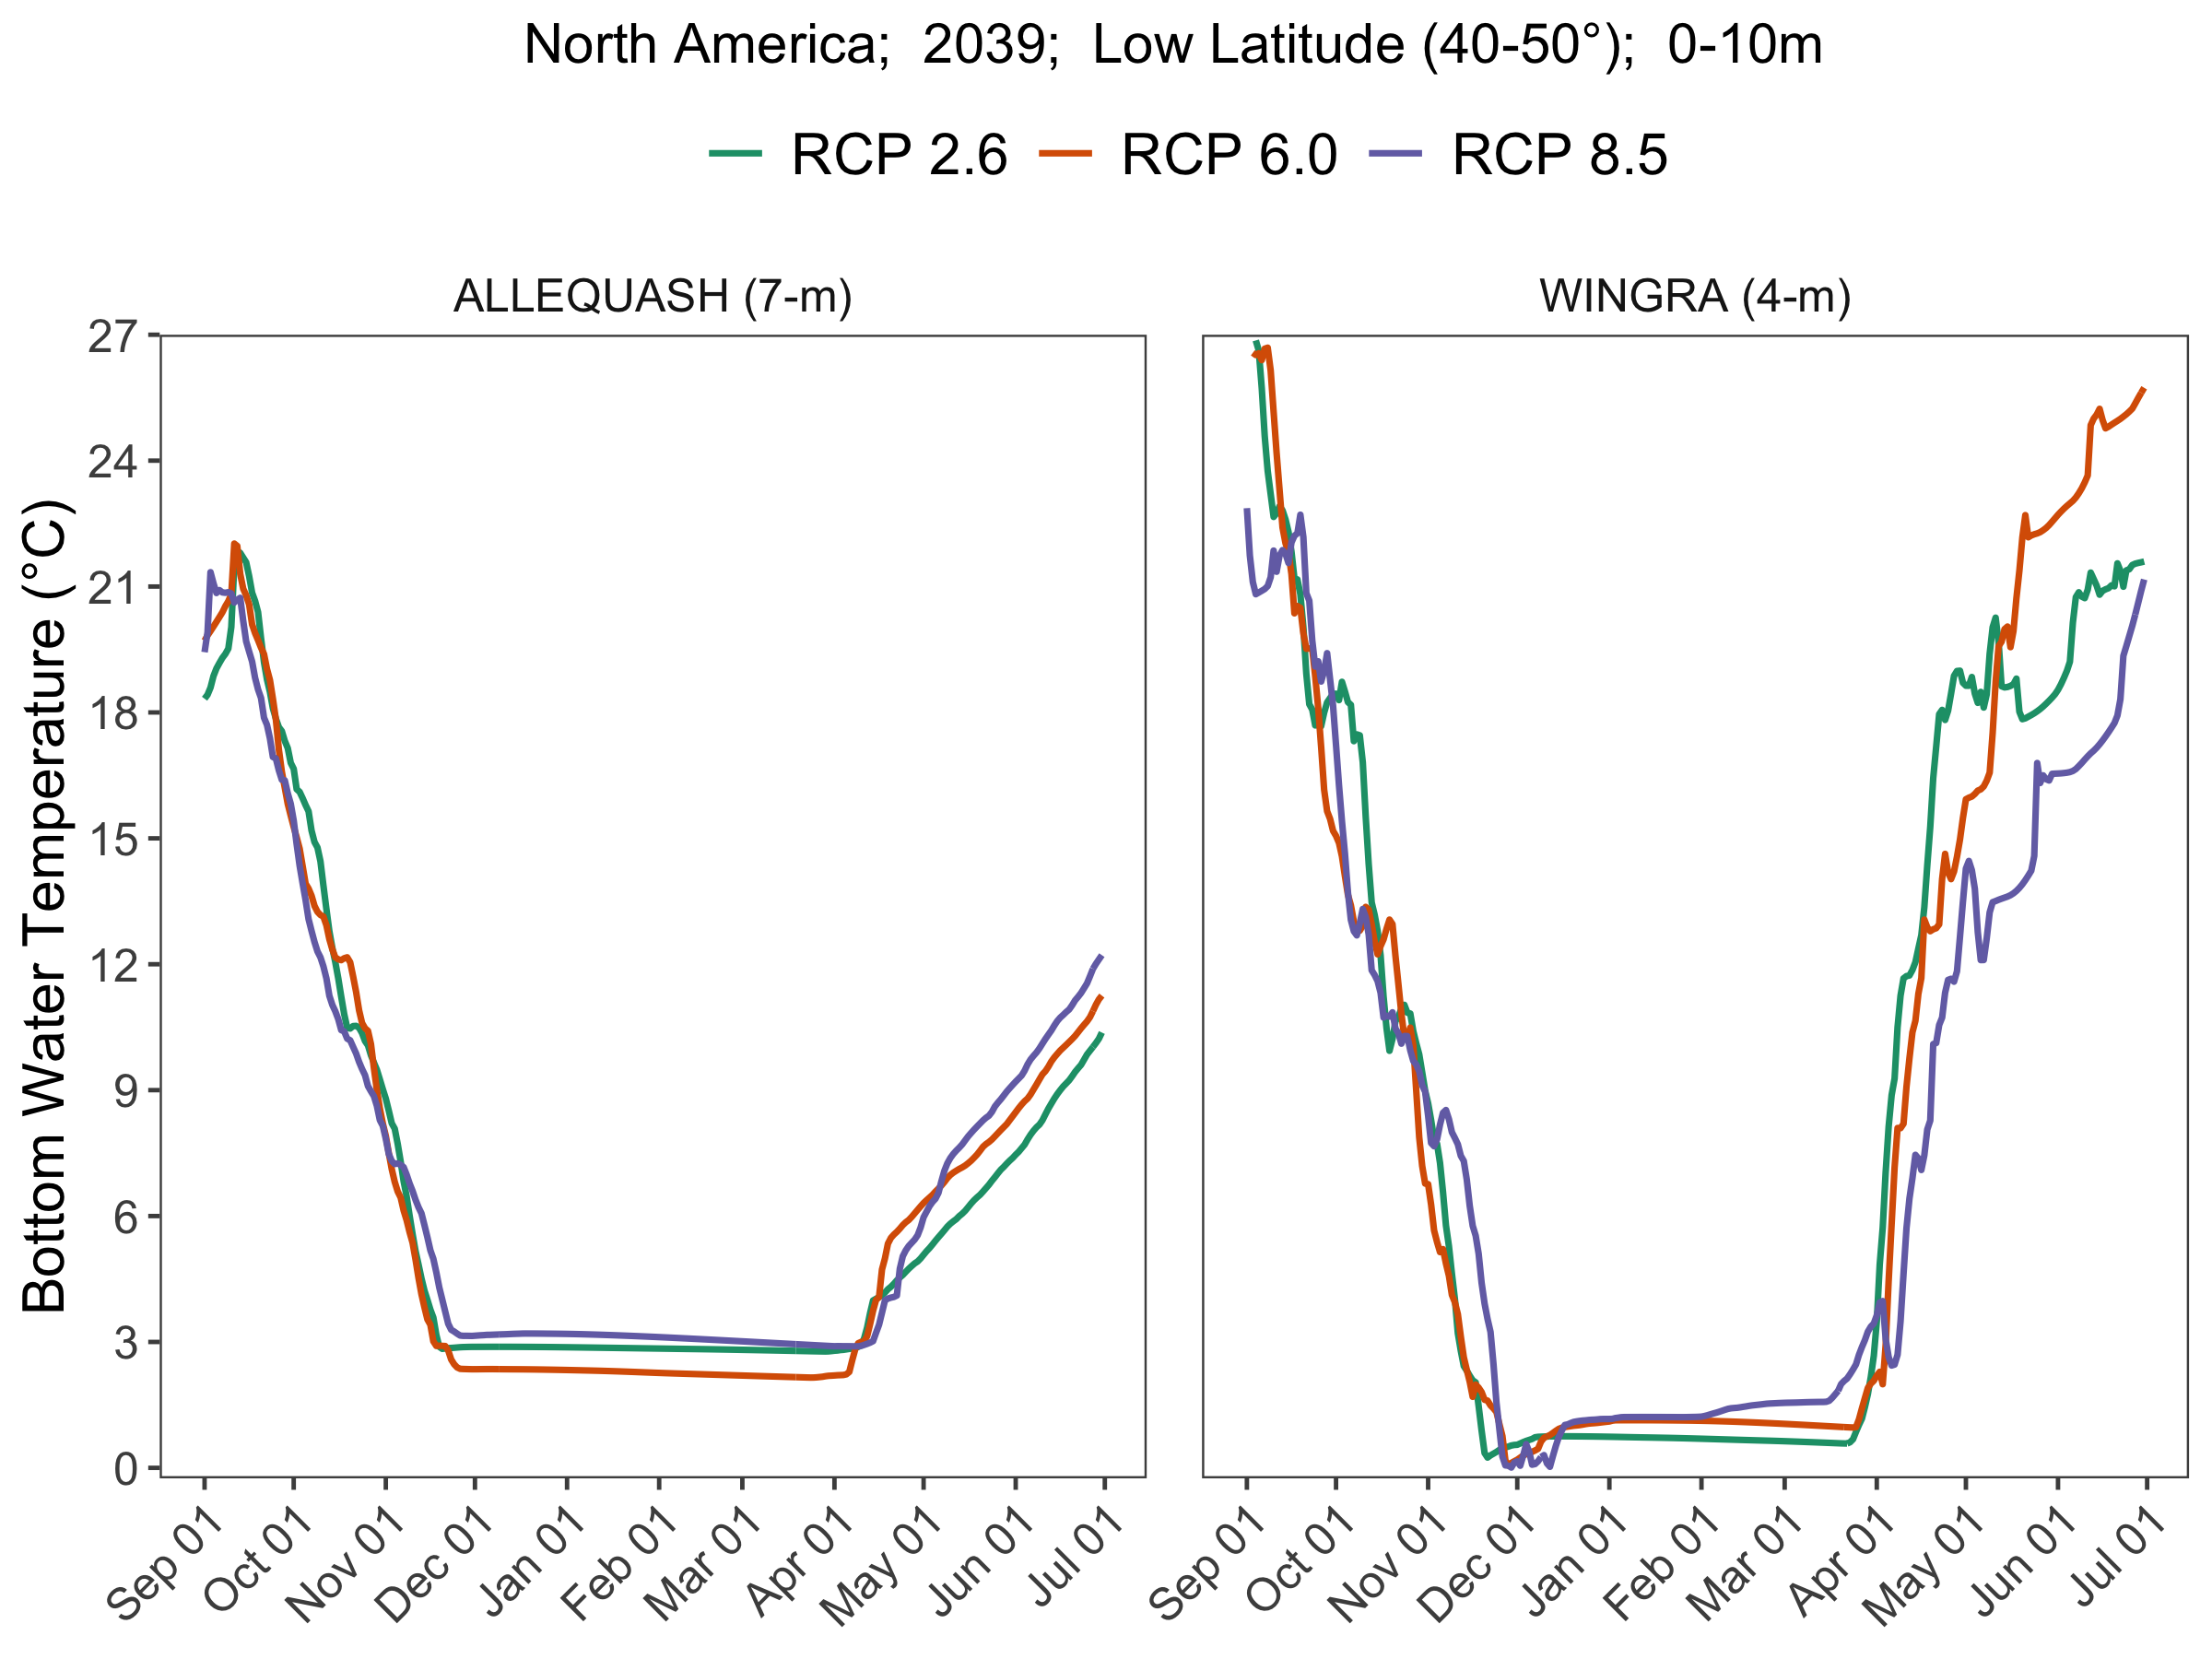 North America;  2039;  Low Latitude (40-50°);  0-10m
RCP 2.6 RCP 6.0 RCP 8.5
ALLEQUASH (7-m) WINGRA (4-m)
Bottom Water Temperature (°C)
27
24
21
18
15
12
9
6
3
0
Sep 01 Oct 01 Nov 01 Dec 01 Jan 01 Feb 01 Mar 01 Apr 01 May 01 Jun 01 Jul 01 Sep 01 Oct 01 Nov 01 Dec 01 Jan 01 Feb 01 Mar 01 Apr 01 May 01 Jun 01 Jul 01